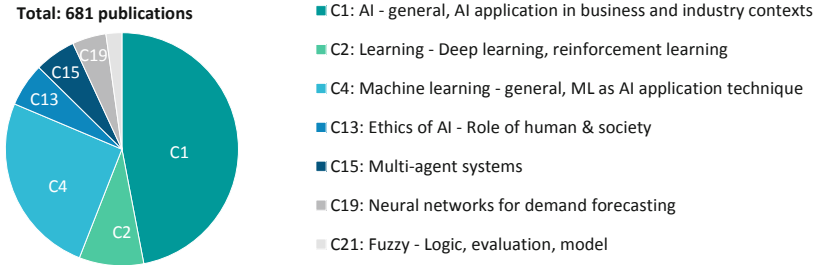 Total: 681 publications
C1
C2
C4
C13
C15
C19
C1: AI - general, AI application in business and industry contexts
C2: Learning - Deep learning, reinforcement learning
C4: Machine learning - general, ML as AI application technique
C13: Ethics of AI - Role of human & society
C15: Multi-agent systems
C19: Neural networks for demand forecasting
C21: Fuzzy - Logic, evaluation, model